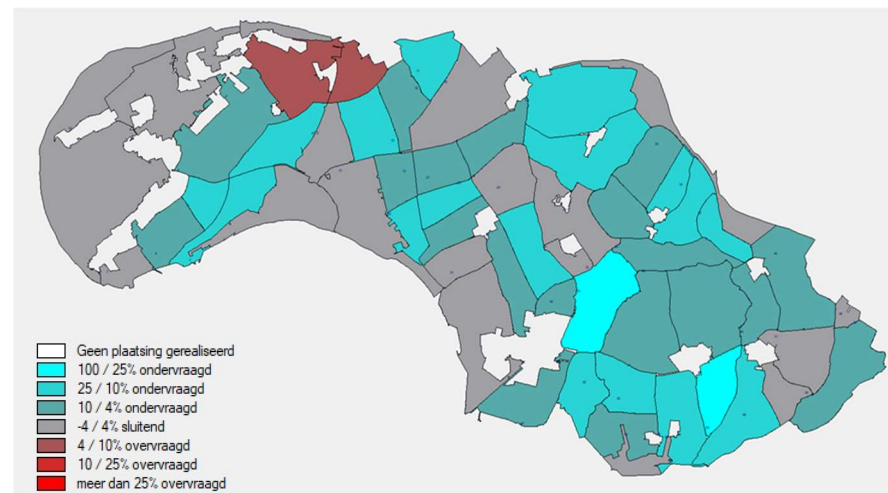 Geen plaatsing gerealiseerd
100 / 25% ondervraagd
25 / 10% ondervraagd
10 / 4% ondervraagd
-4 / 4% sluitend
4 / 10% overvraagd
10 / 25% overvraagd
meer dan 25% overvraagd